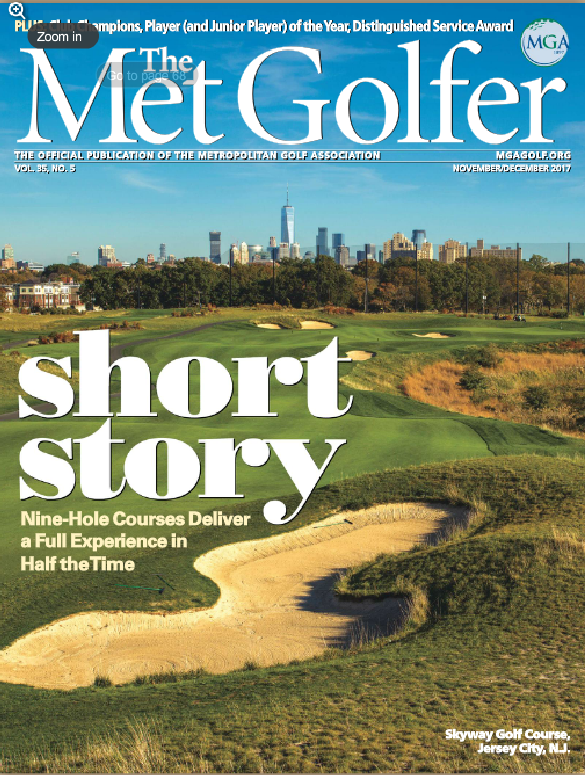 PLUS: Club Champions, Player (and Junior Player) of the Year, Distinguished Service Award
Zoom in
Go to page 68
MGA
The
Met Golfer
THE OFFICIAL PUBLICATION OF THE METROPOLITAN GOLF ASSOCIATION
MGAGOLF.ORG
VOL. 35, NO. 5
NOVEMBER/DECEMBER 2017
short
story
Nine-Hole Courses Deliver
a Full Experience in
Half the Time
Skyway Golf Course,
Jersey City, N.J.